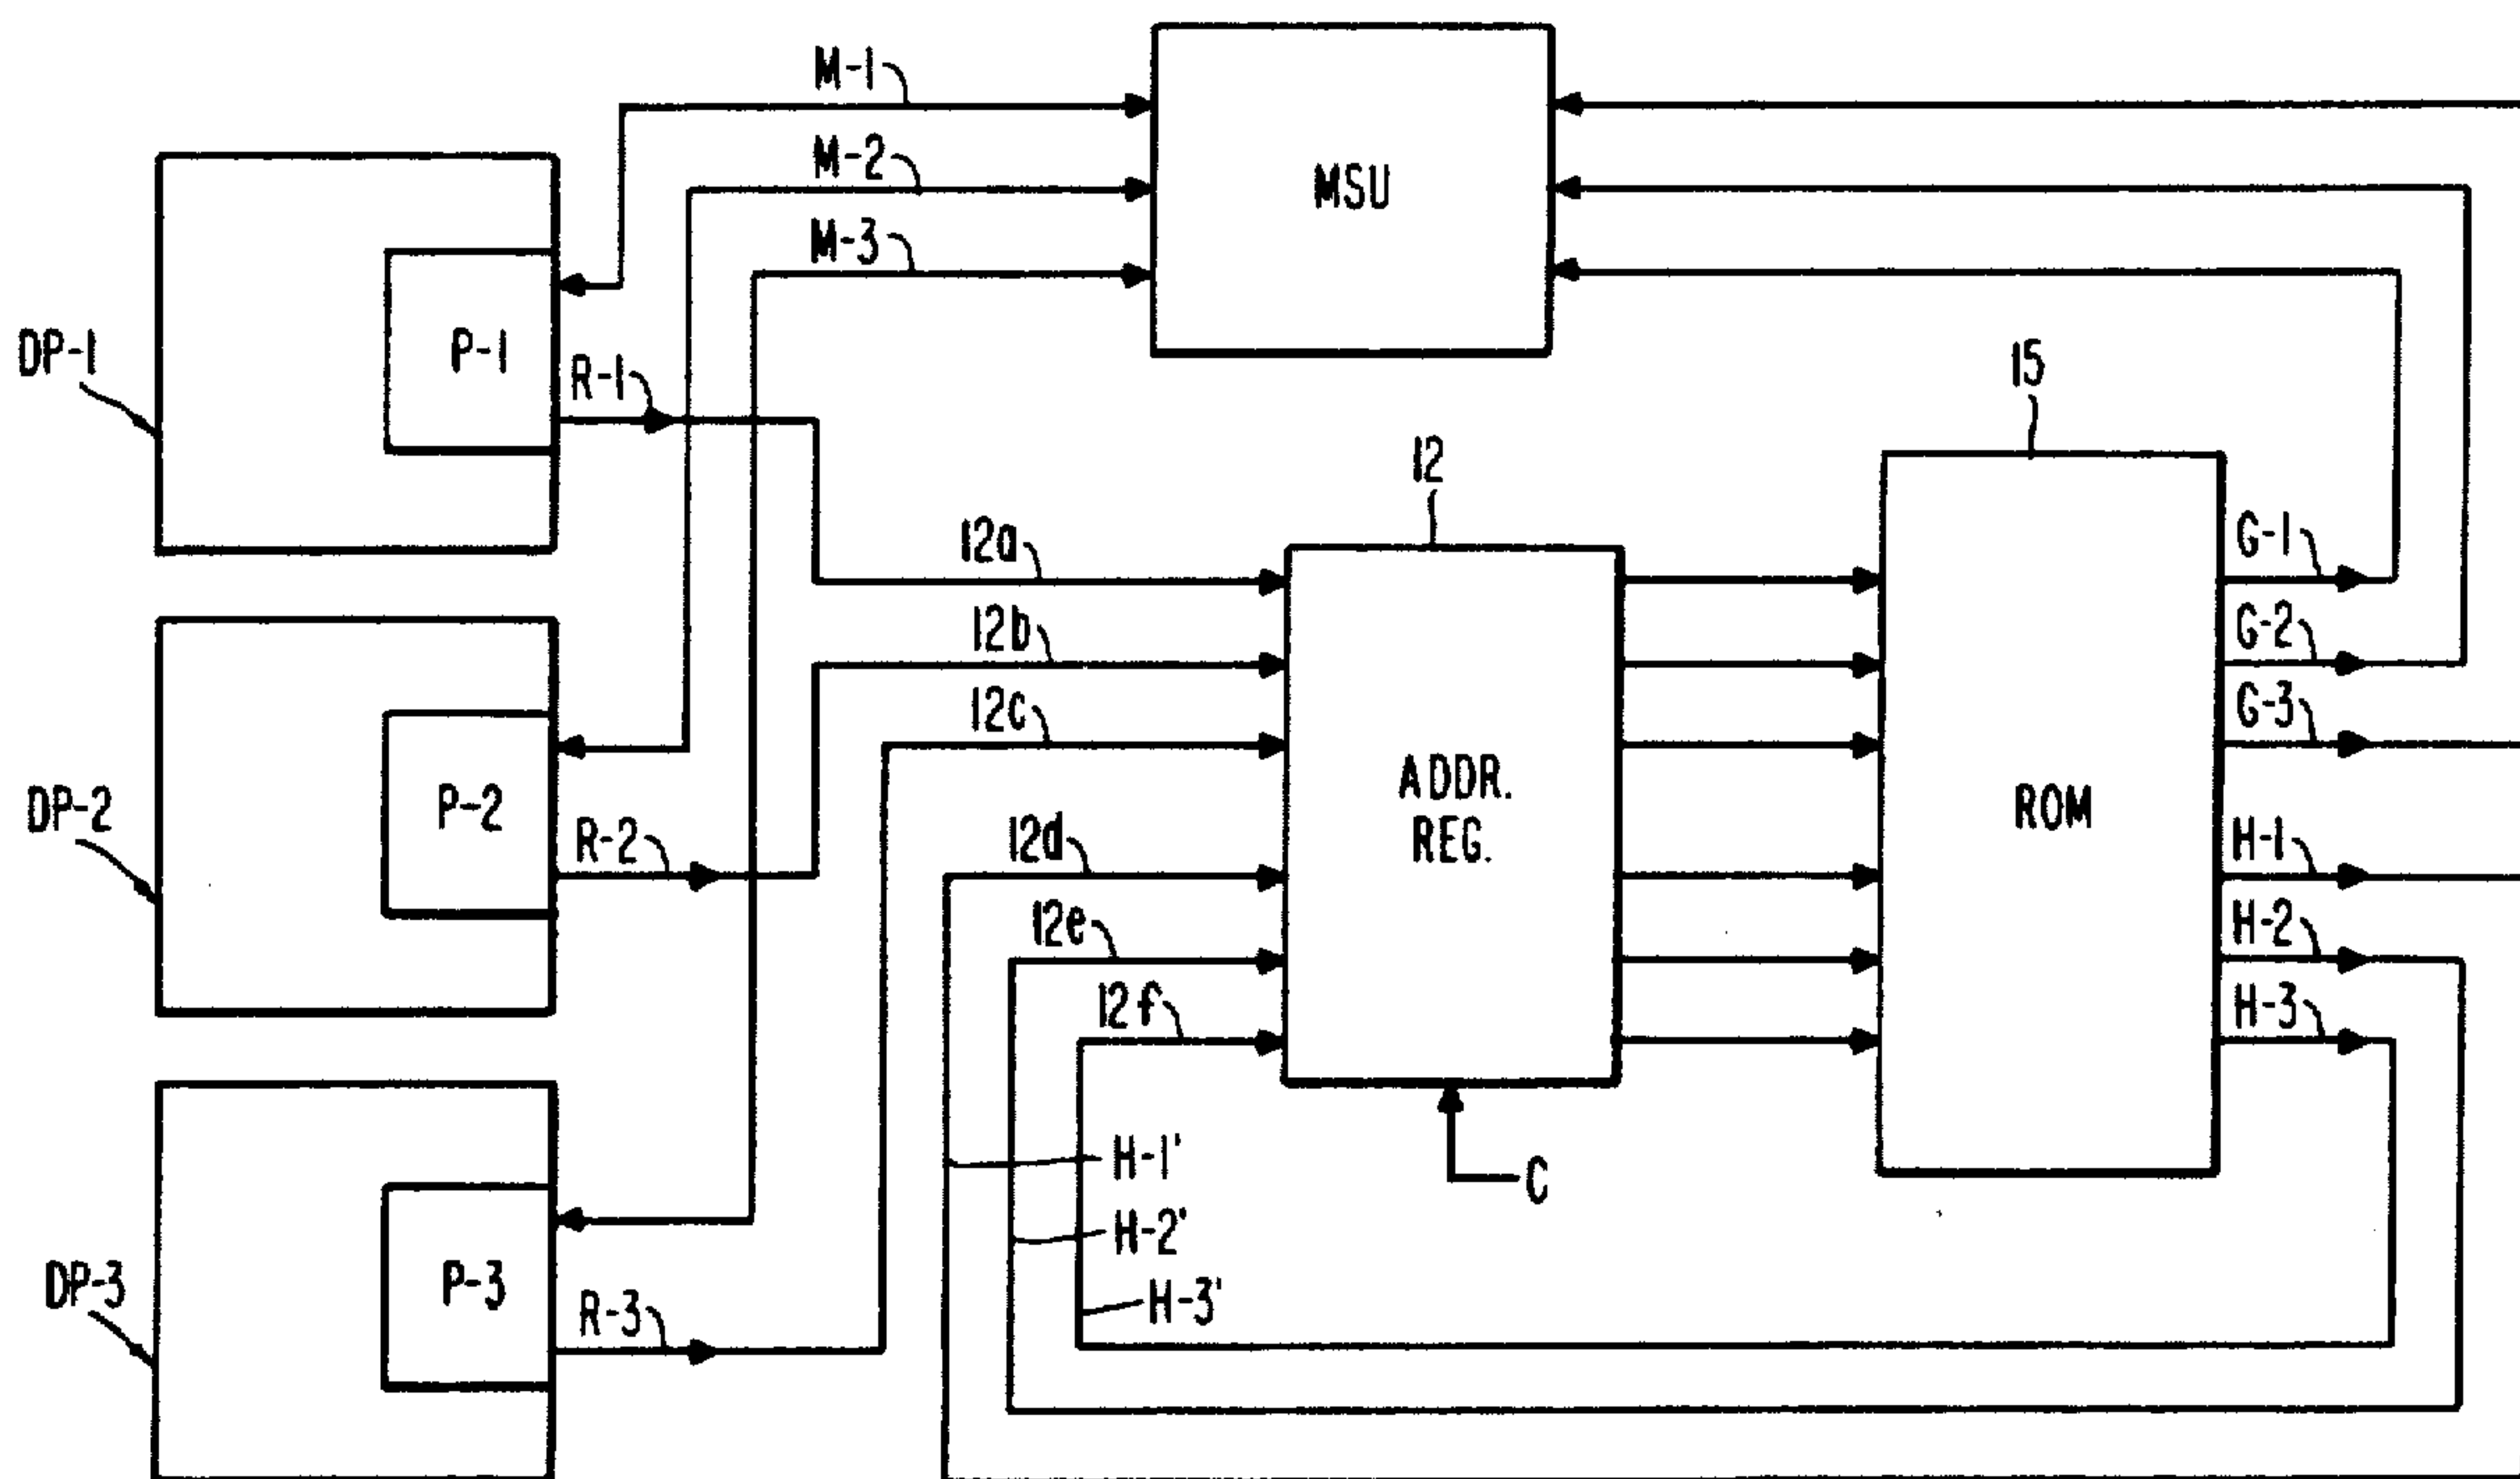 M-1
M-2
M-3
MSU
DP-1
P-1
R-1
15
12
12a
12b
12c
12d
12e
12f
G-1
G-2
G-3
H-1
H-2
H-3
ADDR.
REG.
ROM
DP-2
P-2
R-2
H-1'
H-2'
H-3'
C
DP-3
P-3
R-3